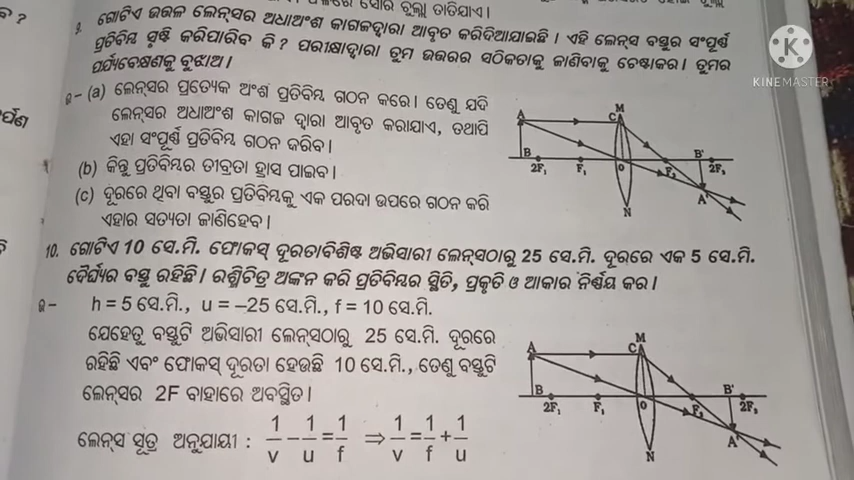 ସୋର ଚୁଲ୍ଲୀ ତାତିଯାଏ।
9. ଗୋଟିଏ ଉତ୍ତଳ ଲେନ୍ସର ଅଧାଅଂଶ କାଗଜଦ୍ୱାରା ଆବୃତ କରିଦିଆଯାଇଛି। ଏହି ଲେନ୍ସ ବସ୍ତୁର ସଂପୂର୍ଣ୍ଣ
ପ୍ରତିବିମ୍ବ ସୃଷ୍ଟି କରିପାରିବ କି? ପରୀକ୍ଷାଦ୍ୱାରା ତୁମ ଉତ୍ତରର ସଠିକତାକୁ ଜାଣିବାକୁ ଚେଷ୍ଟାକର। ତୁମର
ପର୍ଯ୍ୟବେକ୍ଷଣକୁ ବୁଝାଅ।
ଉ– (a) ଲେନ୍ସର ପ୍ରତ୍ୟେକ ଅଂଶ ପ୍ରତିବିମ୍ବ ଗଠନ କରେ। ତେଣୁ ଯଦି
ଲେନ୍ସର ଅଧାଅଂଶ କାଗଜ ଦ୍ୱାରା ଆବୃତ କରାଯାଏ, ତଥାପି
ଏହା ସଂପୂର୍ଣ୍ଣ ପ୍ରତିବିମ୍ବ ଗଠନ କରିବ।
(b) କିନ୍ତୁ ପ୍ରତିବିମ୍ବର ତୀବ୍ରତା ହ୍ରାସ ପାଇବ।
(c) ଦୂରରେ ଥିବା ବସ୍ତୁର ପ୍ରତିବିମ୍ବକୁ ଏକ ପରଦା ଉପରେ ଗଠନ କରି
ଏହାର ସତ୍ୟତା ଜାଣିହେବ।
A M C B 2F₁ F₁ O F₂ B' 2F₂ A' N
KINEMASTER
10. ଗୋଟିଏ 10 ସେ.ମି. ଫୋକସ୍ ଦୂରତାବିଶିଷ୍ଟ ଅଭିସାରୀ ଲେନ୍ସଠାରୁ 25 ସେ.ମି. ଦୂରରେ ଏକ 5 ସେ.ମି.
ଦୈର୍ଘ୍ୟର ବସ୍ତୁ ରହିଛି। ରଶ୍ମିଚିତ୍ର ଅଙ୍କନ କରି ପ୍ରତିବିମ୍ବର ସ୍ଥିତି, ପ୍ରକୃତି ଓ ଆକାର ନିର୍ଣ୍ଣୟ କର।
ଉ– h = 5 ସେ.ମି., u = –25 ସେ.ମି., f = 10 ସେ.ମି.
ଯେହେତୁ ବସ୍ତୁଟି ଅଭିସାରୀ ଲେନ୍ସଠାରୁ 25 ସେ.ମି. ଦୂରରେ
ରହିଛି ଏବଂ ଫୋକସ୍ ଦୂରତା ହେଉଛି 10 ସେ.ମି., ତେଣୁ ବସ୍ତୁଟି
ଲେନ୍ସର 2F ବାହାରେ ଅବସ୍ଥିତ।
ଲେନ୍ସ ସୂତ୍ର ଅନୁଯାୟୀ : 1/v – 1/u = 1/f ⇒ 1/v = 1/f + 1/u
A M C B 2F₁ F₁ O F₂ B' 2F₂ A' N